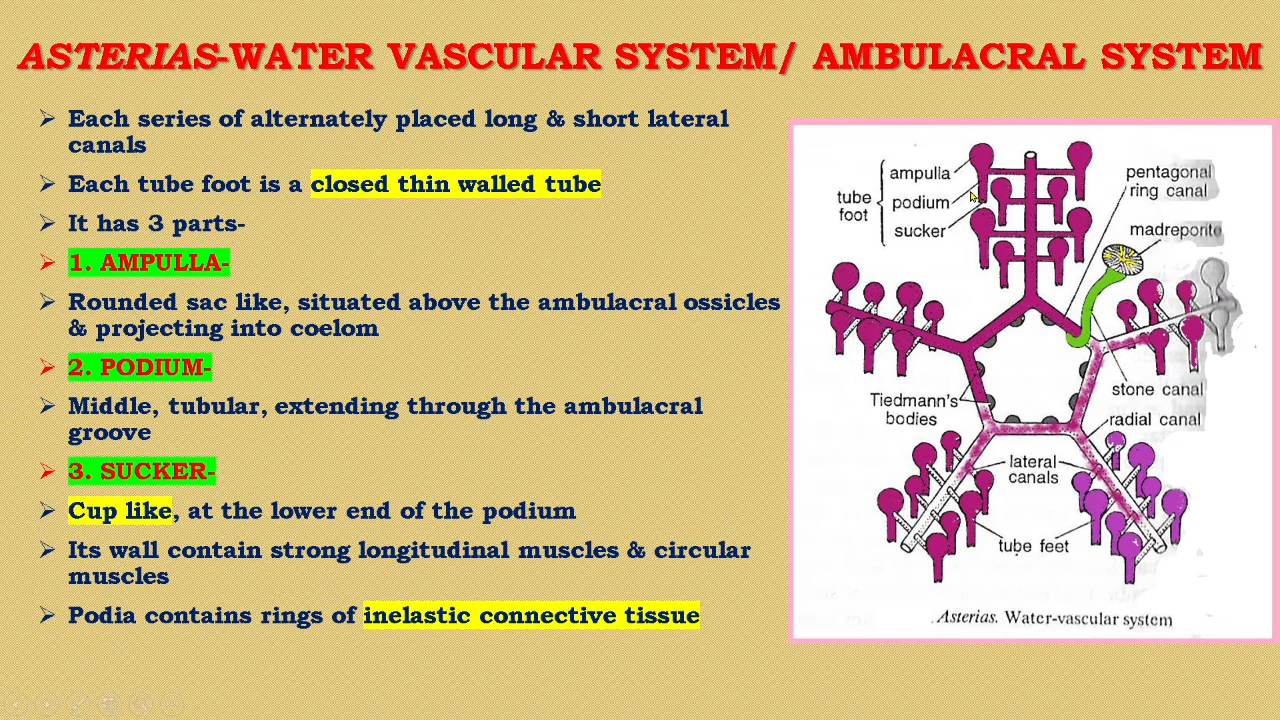 ASTERIAS-WATER VASCULAR SYSTEM/ AMBULACRAL SYSTEM
➢ Each series of alternately placed long & short lateral
canals
➢ Each tube foot is a closed thin walled tube
➢ It has 3 parts-
➢ 1. AMPULLA-
➢ Rounded sac like, situated above the ambulacral ossicles
& projecting into coelom
➢ 2. PODIUM-
➢ Middle, tubular, extending through the ambulacral
groove
➢ 3. SUCKER-
➢ Cup like, at the lower end of the podium
➢ Its wall contain strong longitudinal muscles & circular
muscles
➢ Podia contains rings of inelastic connective tissue
ampulla
tube
foot
podium
sucker
pentagonal
ring canal
madreporite
Tiedmann's
bodies
stone canal
radial canal
lateral
canals
tube feet
Asterias. Water-vascular system